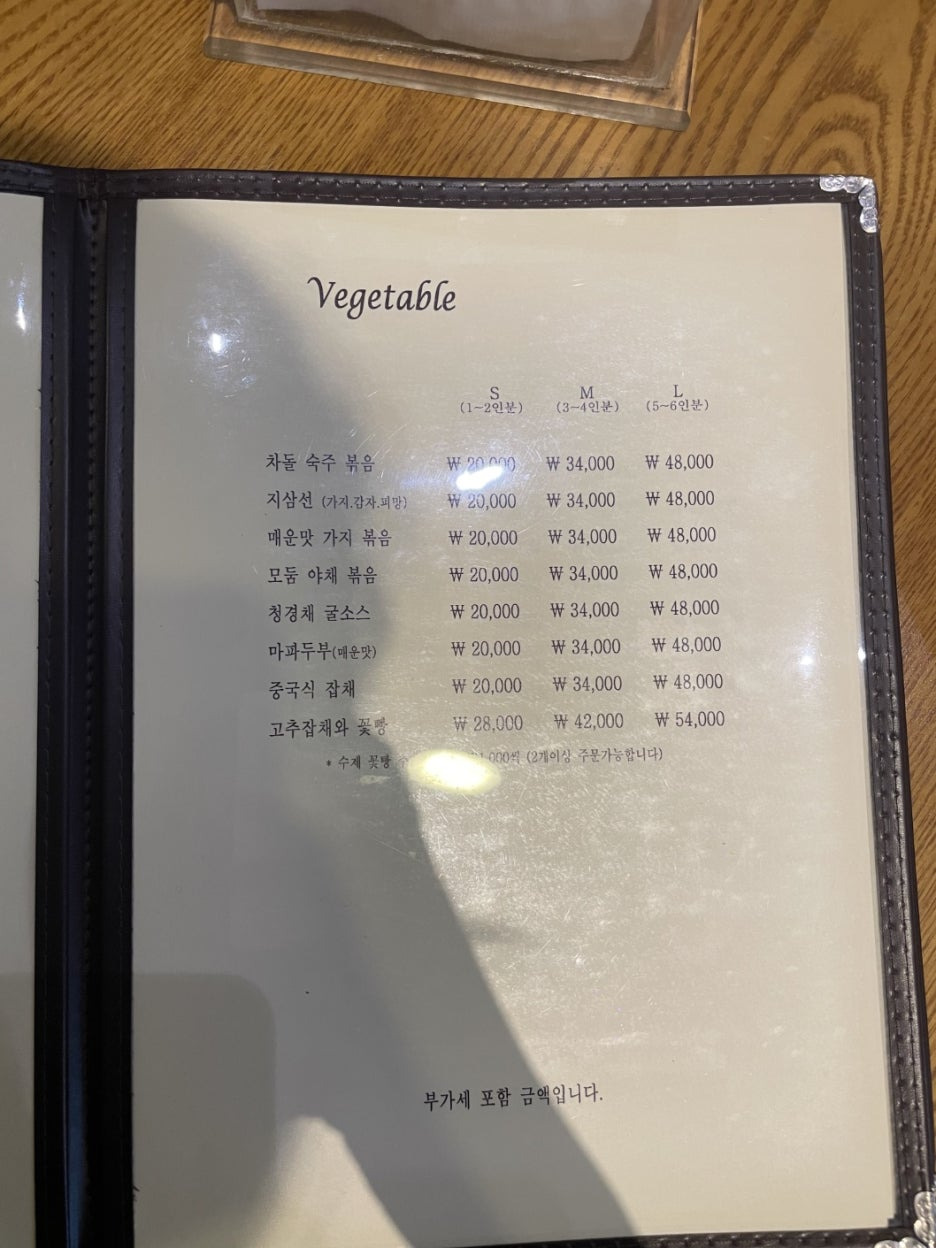 Vegetable
S M L
(1~2인분) (3~4인분) (5~6인분)
차돌 숙주 볶음 ₩ 20,000 ₩ 34,000 ₩ 48,000
지삼선 (가지.감자.피망) ₩ 20,000 ₩ 34,000 ₩ 48,000
매운맛 가지 볶음 ₩ 20,000 ₩ 34,000 ₩ 48,000
모둠 야채 볶음 ₩ 20,000 ₩ 34,000 ₩ 48,000
청경채 굴소스 ₩ 20,000 ₩ 34,000 ₩ 48,000
마파두부(매운맛) ₩ 20,000 ₩ 34,000 ₩ 48,000
중국식 잡채 ₩ 20,000 ₩ 34,000 ₩ 48,000
고추잡채와 꽃빵 ₩ 28,000 ₩ 42,000 ₩ 54,000
* 수제 꽃빵 (2개이상 주문가능합니다)
부가세 포함 금액입니다.